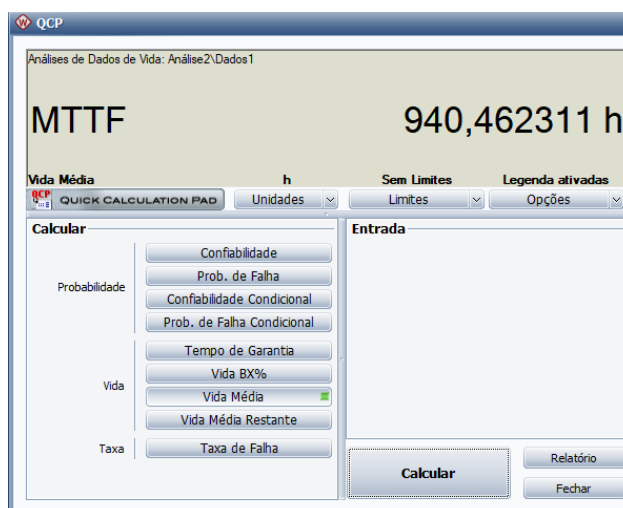 QCP
Análises de Dados de Vida: Análise2\Dados1
MTTF 940,462311 h
Vida Média h Sem Limites Legenda ativadas
QCP QUICK CALCULATION PAD Unidades Limites Opções
Calcular
Entrada
Probabilidade
Confiabilidade
Prob. de Falha
Confiabilidade Condicional
Prob. de Falha Condicional
Vida
Tempo de Garantia
Vida BX%
Vida Média
Vida Média Restante
Taxa
Taxa de Falha
Calcular
Relatório
Fechar